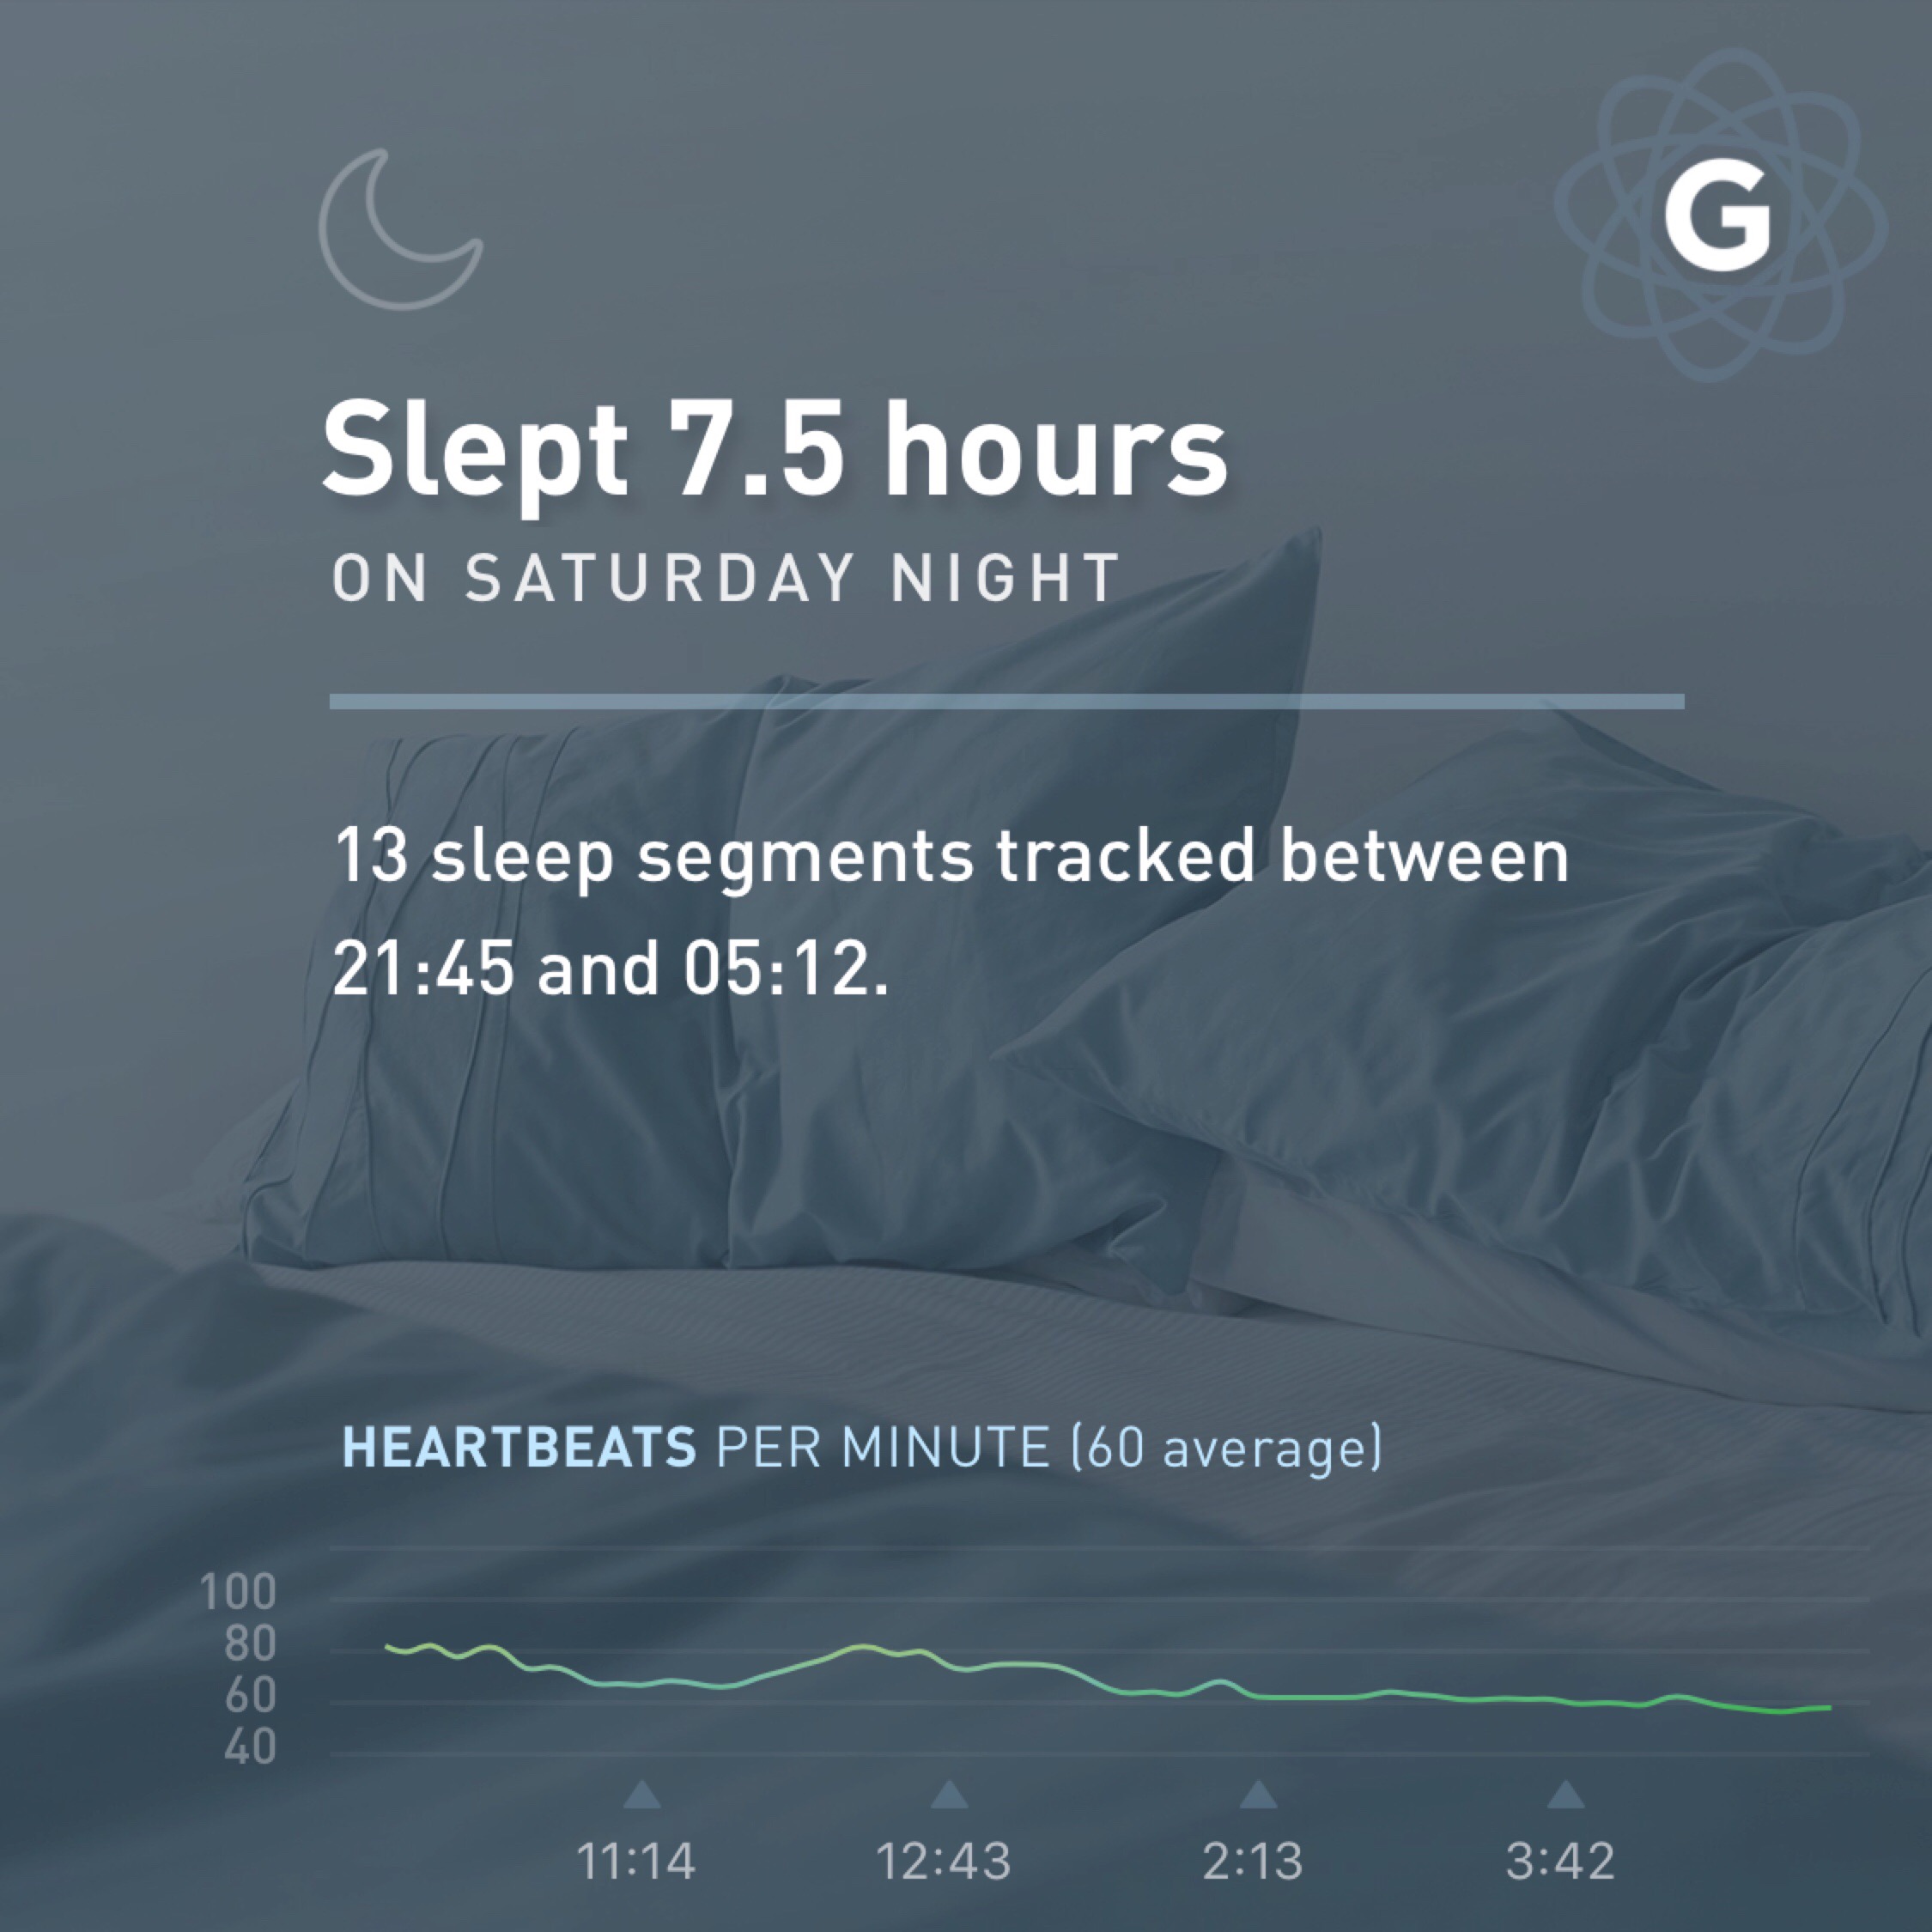 G
Slept 7.5 hours
ON SATURDAY NIGHT
13 sleep segments tracked between
21:45 and 05:12.
HEARTBEATS PER MINUTE (60 average)
100
80
60
40
11:14 12:43 2:13 3:42